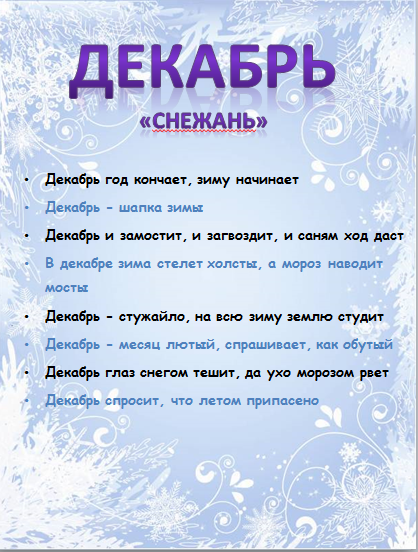 ДЕКАБРЬ
«СНЕЖАНЬ»
• Декабрь год кончает, зиму начинает
• Декабрь - шапка зимы
• Декабрь и замостит, и загвоздит, и саням ход даст
• В декабре зима стелет холсты, а мороз наводит
мосты
• Декабрь - стужайло, на всю зиму землю студит
• Декабрь - месяц лютый, спрашивает, как обутый
• Декабрь глаз снегом тешит, да ухо морозом рвет
• Декабрь спросит, что летом припасено